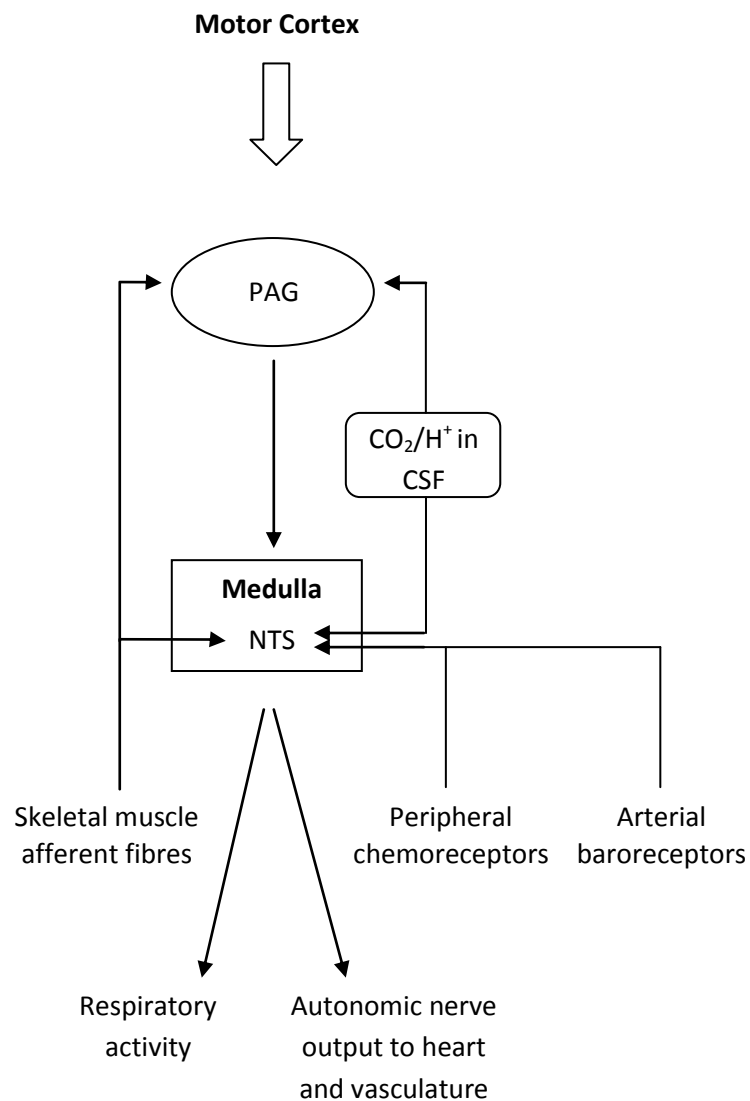 Motor Cortex
PAG
CO₂/H⁺ in
CSF
Medulla
NTS
Skeletal muscle
afferent fibres
Peripheral
chemoreceptors
Arterial
baroreceptors
Respiratory
activity
Autonomic nerve
output to heart
and vasculature